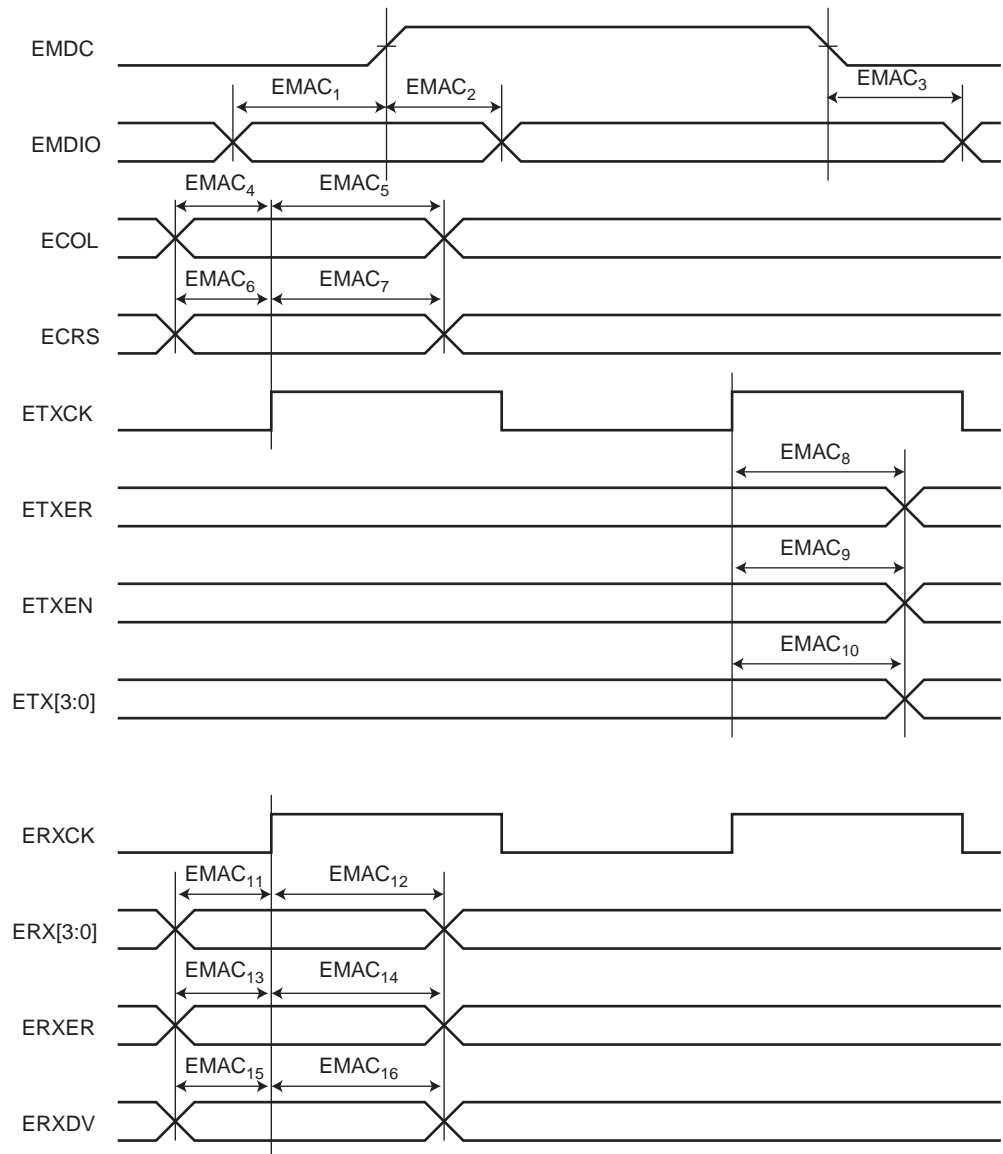 EMDC
EMAC1 EMAC2 EMAC3
EMDIO
EMAC4 EMAC5
ECOL
EMAC6 EMAC7
ECRS
ETXCK
EMAC8
ETXER
EMAC9
ETXEN
EMAC10
ETX[3:0]
ERXCK
EMAC11 EMAC12
ERX[3:0]
EMAC13 EMAC14
ERXER
EMAC15 EMAC16
ERXDV